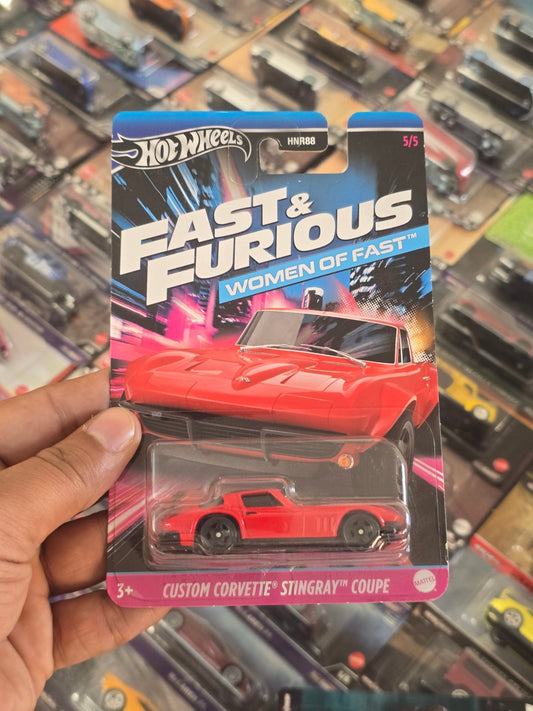 HOT WHEELS
HNR88
5/5
FAST &
FURIOUS
WOMEN OF FAST™
3+
CUSTOM CORVETTE® STINGRAY™ COUPE
MATTEL